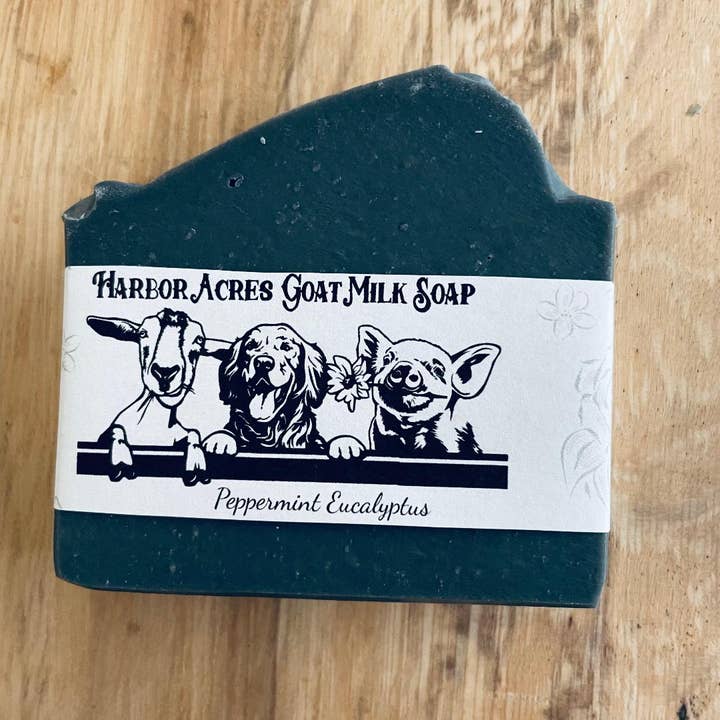 Harbor Acres Goat Milk Soap
Peppermint Eucalyptus